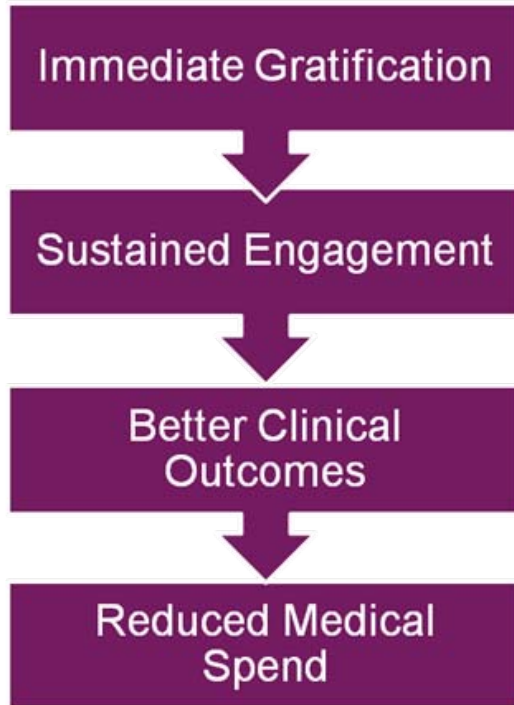 Immediate Gratification
Sustained Engagement
Better Clinical
Outcomes
Reduced Medical
Spend